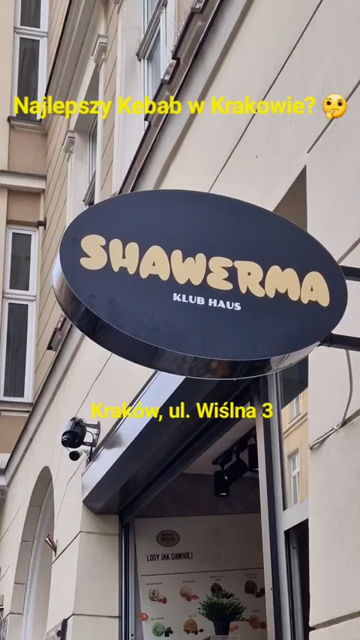 Najlepszy Kebab w Krakowie? 🤔
SHAWERMA
KLUB HAUS
Kraków, ul. Wiślna 3
LODY JAK DAWNIEJ